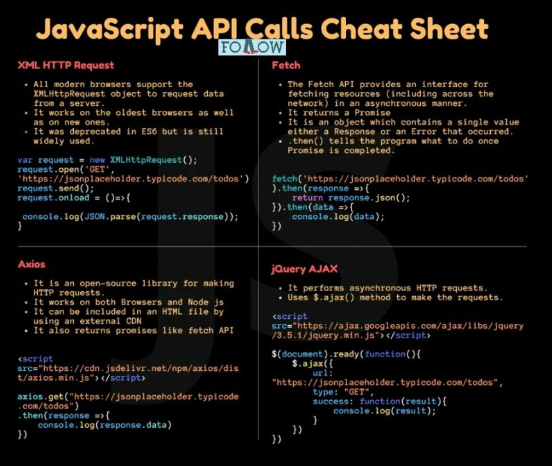 JavaScript API Calls Cheat Sheet
FOLLOW
XML HTTP Request
• All modern browsers support the
XMLHttpRequest object to request data
from a server.
• It works on the oldest browsers as well
as on new ones.
• It was deprecated in ES6 but is still
widely used.
var request = new XMLHttpRequest();
request.open('GET',
'https://jsonplaceholder.typicode.com/todos')
request.send();
request.onload = ()=>{
console.log(JSON.parse(request.response));
}
Fetch
• The Fetch API provides an interface for
fetching resources (including across the
network) in an asynchronous manner.
• It returns a Promise
• It is an object which contains a single value
either a Response or an Error that occurred.
• .then() tells the program what to do once
Promise is completed.
fetch('https://jsonplaceholder.typicode.com/todos'
).then(response =>{
return response.json();
}).then(data =>{
console.log(data);
})
Axios
• It is an open-source library for making
HTTP requests.
• It works on both Browsers and Node js
• It can be included in an HTML file by
using an external CDN
• It also returns promises like fetch API
<script
src="https://cdn.jsdelivr.net/npm/axios/dis
t/axios.min.js"></script>
axios.get("https://jsonplaceholder.typicode
.com/todos")
.then(response =>{
console.log(response.data)
})
jQuery AJAX
• It performs asynchronous HTTP requests.
• Uses $.ajax() method to make the requests.
<script
src="https://ajax.googleapis.com/ajax/libs/jquery
/3.5.1/jquery.min.js"></script>
$(document).ready(function(){
$.ajax({
url:
"https://jsonplaceholder.typicode.com/todos",
type: "GET",
success: function(result){
console.log(result);
}
})
})
JS